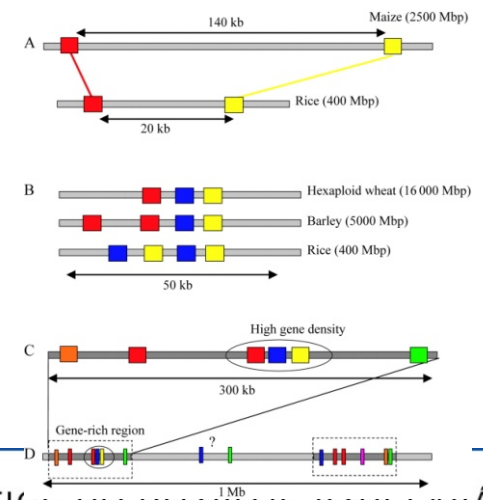 140 kb
Maize (2500 Mbp)
A
Rice (400 Mbp)
20 kb
B
Hexaploid wheat (16 000 Mbp)
Barley (5000 Mbp)
Rice (400 Mbp)
50 kb
High gene density
C
300 kb
Gene-rich region
?
D
1 Mb